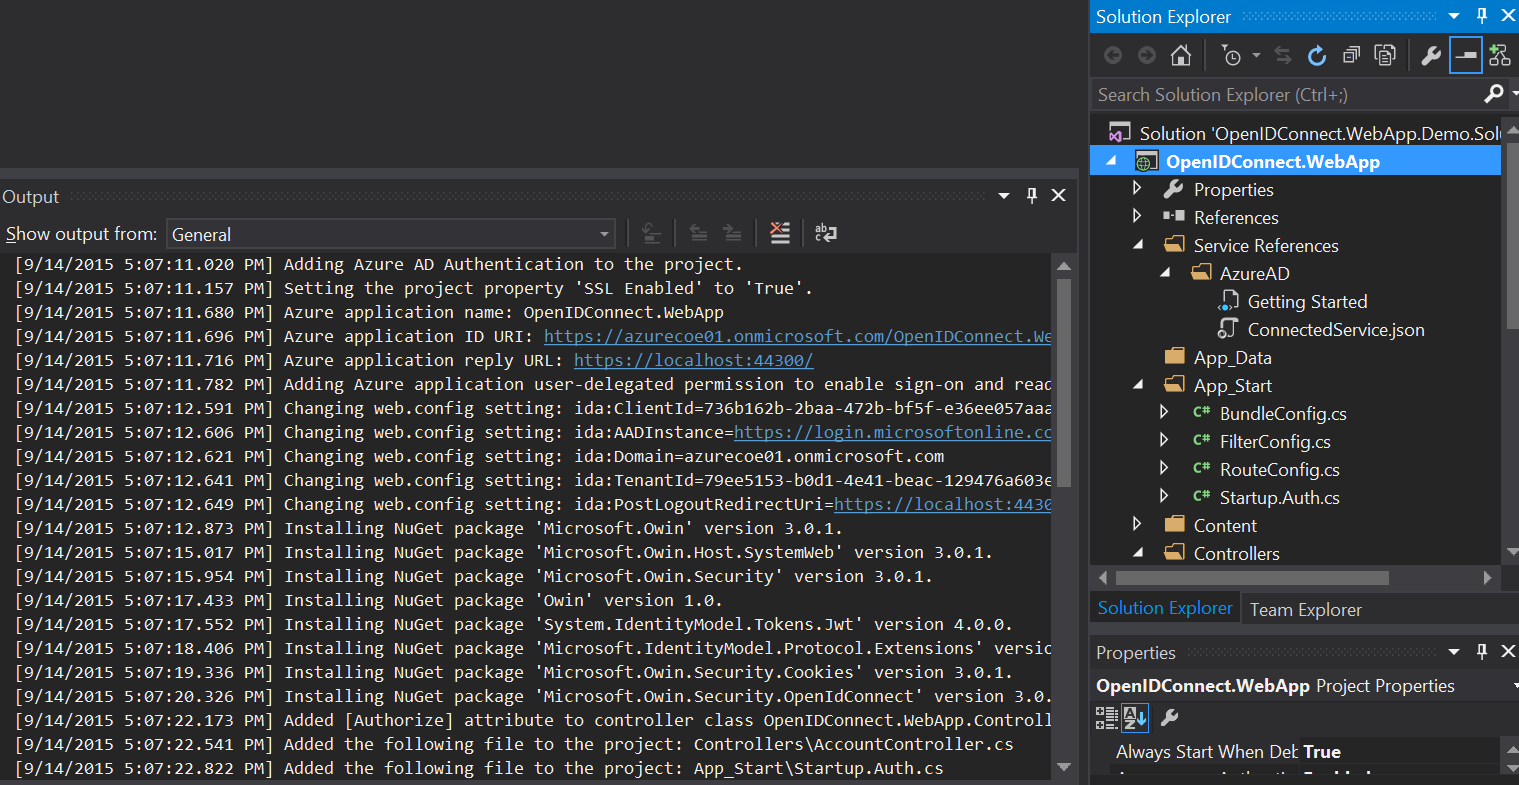 Output
Show output from: General
[9/14/2015 5:07:11.020 PM] Adding Azure AD Authentication to the project.
[9/14/2015 5:07:11.157 PM] Setting the project property 'SSL Enabled' to 'True'.
[9/14/2015 5:07:11.680 PM] Azure application name: OpenIDConnect.WebApp
[9/14/2015 5:07:11.696 PM] Azure application ID URI: https://azurecoe01.onmicrosoft.com/OpenIDConnect.We
[9/14/2015 5:07:11.716 PM] Azure application reply URL: https://localhost:44300/
[9/14/2015 5:07:11.782 PM] Adding Azure application user-delegated permission to enable sign-on and read
[9/14/2015 5:07:12.591 PM] Changing web.config setting: ida:ClientId=736b162b-2baa-472b-bf5f-e36ee057aaa
[9/14/2015 5:07:12.606 PM] Changing web.config setting: ida:AADInstance=https://login.microsoftonline.co
[9/14/2015 5:07:12.621 PM] Changing web.config setting: ida:Domain=azurecoe01.onmicrosoft.com
[9/14/2015 5:07:12.641 PM] Changing web.config setting: ida:TenantId=79ee5153-b0d1-4e41-beac-129476a603e
[9/14/2015 5:07:12.649 PM] Changing web.config setting: ida:PostLogoutRedirectUri=https://localhost:4430
[9/14/2015 5:07:12.873 PM] Installing NuGet package 'Microsoft.Owin' version 3.0.1.
[9/14/2015 5:07:15.017 PM] Installing NuGet package 'Microsoft.Owin.Host.SystemWeb' version 3.0.1.
[9/14/2015 5:07:15.954 PM] Installing NuGet package 'Microsoft.Owin.Security' version 3.0.1.
[9/14/2015 5:07:17.433 PM] Installing NuGet package 'Owin' version 1.0.
[9/14/2015 5:07:17.552 PM] Installing NuGet package 'System.IdentityModel.Tokens.Jwt' version 4.0.0.
[9/14/2015 5:07:18.406 PM] Installing NuGet package 'Microsoft.IdentityModel.Protocol.Extensions' versio
[9/14/2015 5:07:19.336 PM] Installing NuGet package 'Microsoft.Owin.Security.Cookies' version 3.0.1.
[9/14/2015 5:07:20.326 PM] Installing NuGet package 'Microsoft.Owin.Security.OpenIdConnect' version 3.0.
[9/14/2015 5:07:22.173 PM] Added [Authorize] attribute to controller class OpenIDConnect.WebApp.Controll
[9/14/2015 5:07:22.541 PM] Added the following file to the project: Controllers\AccountController.cs
[9/14/2015 5:07:22.822 PM] Added the following file to the project: App_Start\Startup.Auth.cs
Solution Explorer
Search Solution Explorer (Ctrl+;)
Solution 'OpenIDConnect.WebApp.Demo.Solu
OpenIDConnect.WebApp
Properties
References
Service References
AzureAD
Getting Started
ConnectedService.json
App_Data
App_Start
C# BundleConfig.cs
C# FilterConfig.cs
C# RouteConfig.cs
C# Startup.Auth.cs
Content
Controllers
Solution Explorer Team Explorer
Properties
OpenIDConnect.WebApp Project Properties
Always Start When Deb True